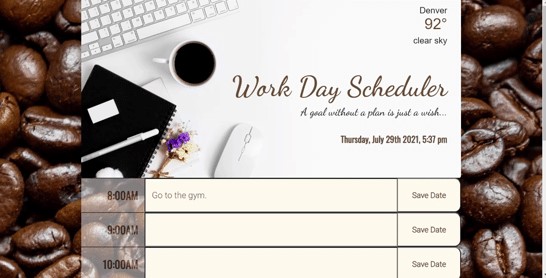 Denver
92°
clear sky
Work Day Scheduler
A goal without a plan is just a wish...
Thursday, July 29th 2021, 5:37 pm
8:00AM Go to the gym. Save Date
9:00AM Save Date
10:00AM Save Date